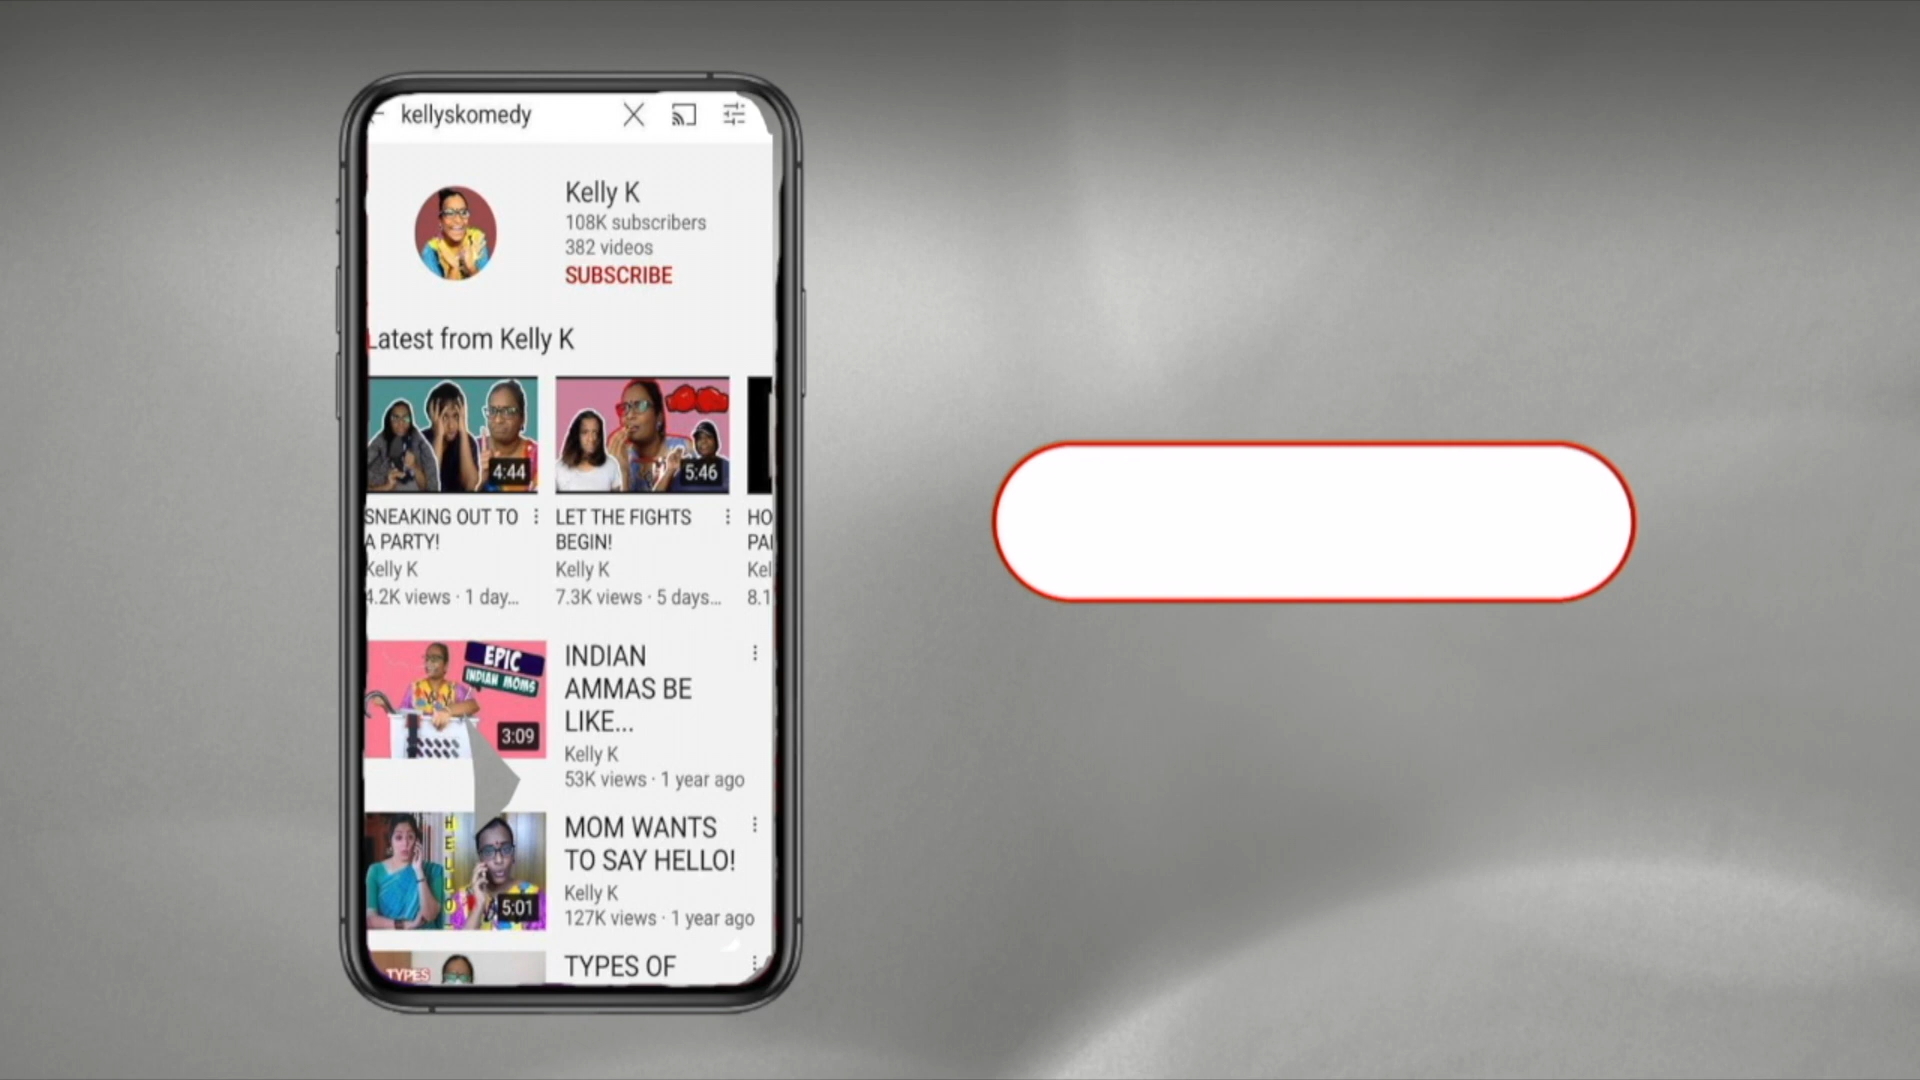 kellyskomedy
Kelly K
108K subscribers
382 videos
SUBSCRIBE
Latest from Kelly K
4:44
5:46
SNEAKING OUT TO
A PARTY!
Kelly K
4.2K views · 1 day...
LET THE FIGHTS
BEGIN!
Kelly K
7.3K views · 5 days...
HO
PA
Kel
8.1
EPIC
INDIAN MOMS
3:09
INDIAN
AMMAS BE
LIKE...
Kelly K
53K views · 1 year ago
HELLO
5:01
MOM WANTS
TO SAY HELLO!
Kelly K
127K views · 1 year ago
TYPES
TYPES OF